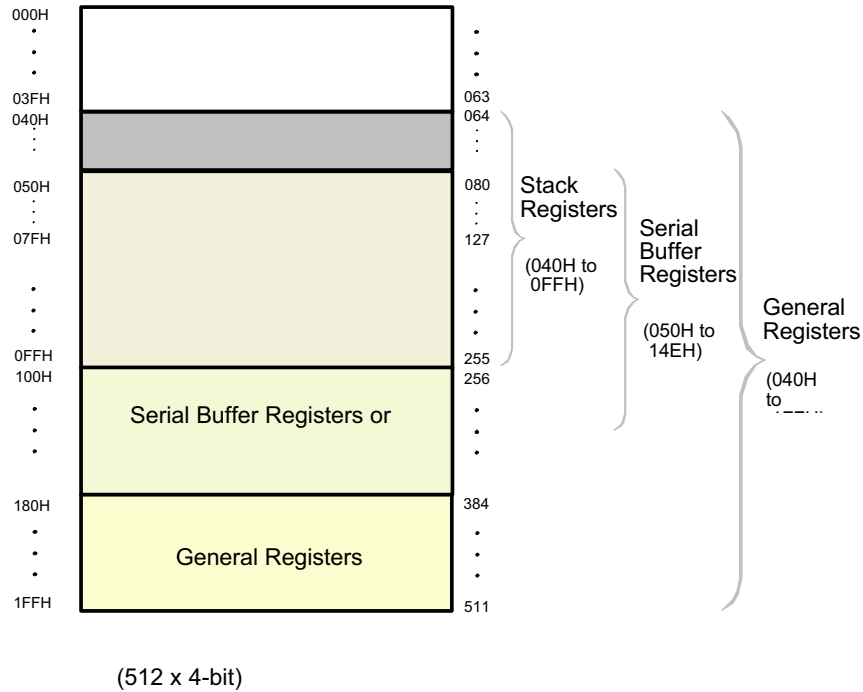 000H
03FH
040H
050H
07FH
0FFH
100H
180H
1FFH
Serial Buffer Registers or
General Registers
063
064
080
127
255
256
384
511
Stack
Registers
(040H to
0FFH)
Serial
Buffer
Registers
(050H to
14EH)
General
Registers
(040H
to
(512 x 4-bit)